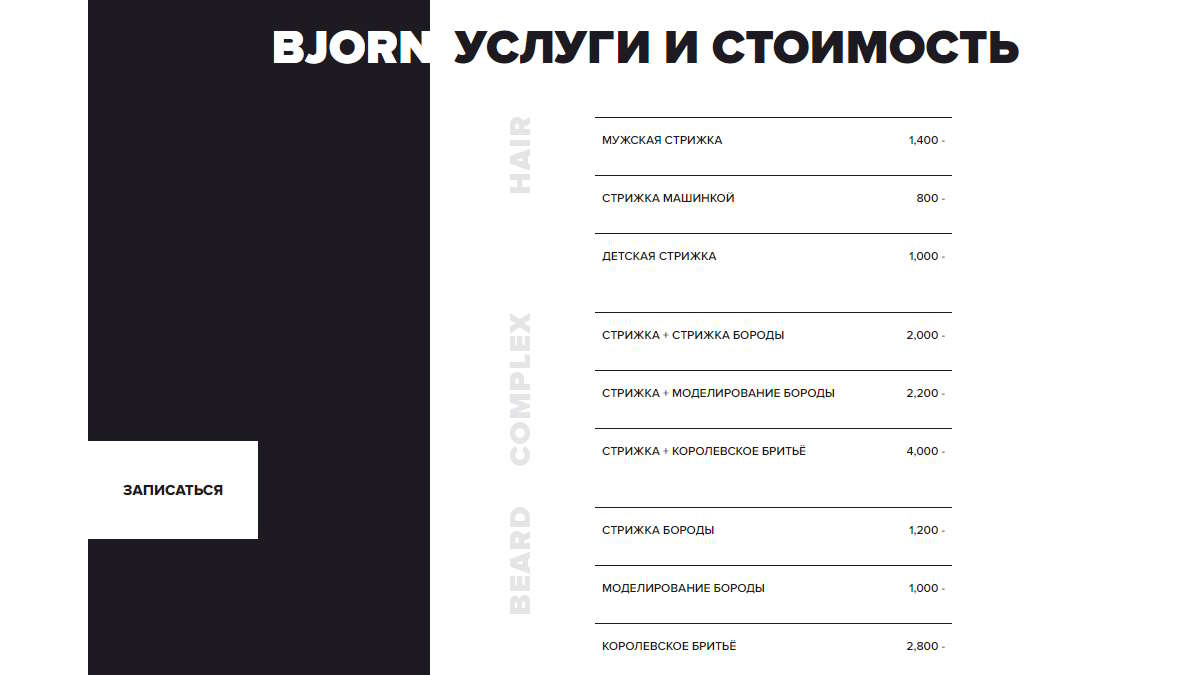 BJORN УСЛУГИ И СТОИМОСТЬ
HAIR
МУЖСКАЯ СТРИЖКА 1,400 -
СТРИЖКА МАШИНКОЙ 800 -
ДЕТСКАЯ СТРИЖКА 1,000 -
COMPLEX
СТРИЖКА + СТРИЖКА БОРОДЫ 2,000 -
СТРИЖКА + МОДЕЛИРОВАНИЕ БОРОДЫ 2,200 -
СТРИЖКА + КОРОЛЕВСКОЕ БРИТЬЁ 4,000 -
ЗАПИСАТЬСЯ
BEARD
СТРИЖКА БОРОДЫ 1,200 -
МОДЕЛИРОВАНИЕ БОРОДЫ 1,000 -
КОРОЛЕВСКОЕ БРИТЬЁ 2,800 -